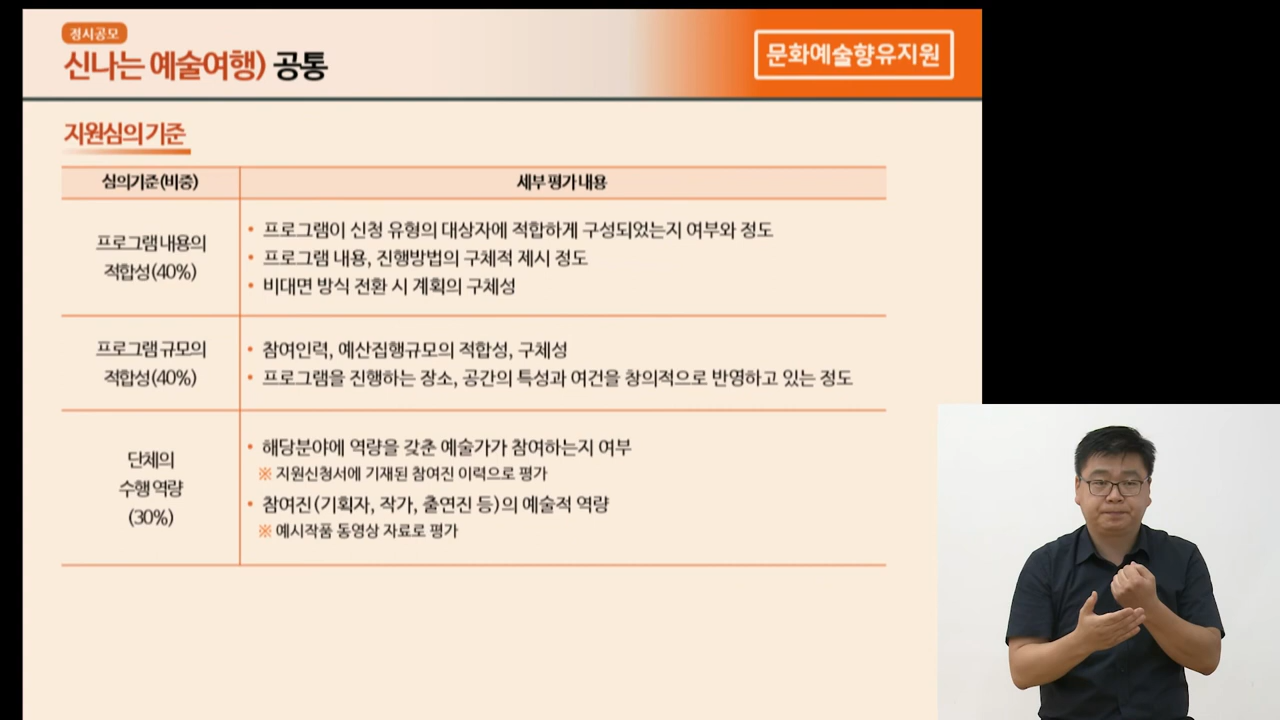 정시공모
신나는 예술여행) 공통
문화예술향유지원
지원심의 기준
심의기준(비중)
세부 평가 내용
프로그램 내용의
적합성(40%)
• 프로그램이 신청 유형의 대상자에 적합하게 구성되었는지 여부와 정도
• 프로그램 내용, 진행방법의 구체적 제시 정도
• 비대면 방식 전환 시 계획의 구체성
프로그램 규모의
적합성(40%)
• 참여인력, 예산집행규모의 적합성, 구체성
• 프로그램을 진행하는 장소, 공간의 특성과 여건을 창의적으로 반영하고 있는 정도
단체의
수행 역량
(30%)
• 해당분야에 역량을 갖춘 예술가가 참여하는지 여부
※ 지원신청서에 기재된 참여진 이력으로 평가
• 참여진(기획자, 작가, 출연진 등)의 예술적 역량
※ 예시작품 동영상 자료로 평가